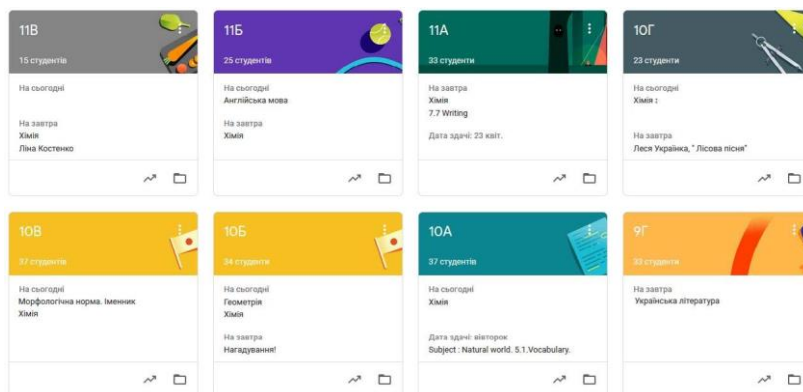 11В
15 студентів
На сьогодні
На завтра
Хімія
Ліна Костенко
11Б
25 студентів
На сьогодні
Англійська мова
На завтра
Хімія
11А
33 студенти
На завтра
Хімія
7.7 Writing
Дата здачі: 23 квіт.
10Г
23 студенти
На сьогодні
Хімія :
На завтра
Леся Українка, " Лісова пісня"
10В
37 студентів
На сьогодні
Морфологічна норма. Іменник
Хімія
10Б
34 студенти
На сьогодні
Геометрія
Хімія
На завтра
Нагадування!
10А
37 студентів
На сьогодні
Хімія
Дата здачі: вівторок
Subject : Natural world. 5.1.Vocabulary.
9Г
33 студенти
На завтра
Українська література